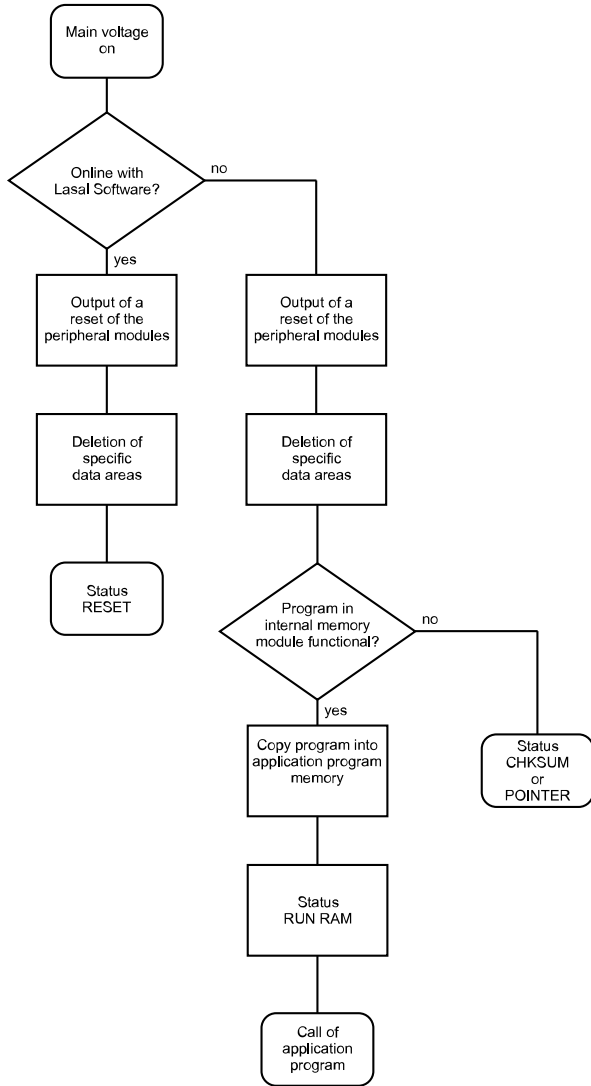 Main voltage
on
Online with
Lasal Software?
no
yes
Output of a
reset of the
peripheral modules
Output of a
reset of the
peripheral modules
Deletion of
specific
data areas
Deletion of
specific
data areas
Status
RESET
Program in
internal memory
module functional?
no
yes
Copy program into
application program
memory
Status
CHKSUM
or
POINTER
Status
RUN RAM
Call of
application
program